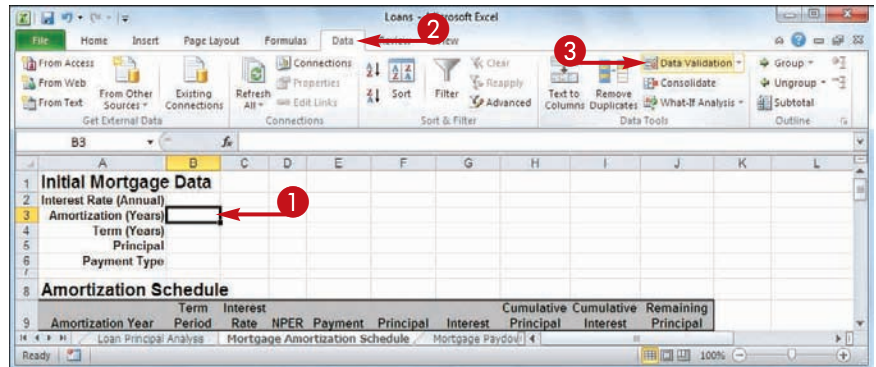 Loans - Microsoft Excel
File Home Insert Page Layout Formulas Data Review View
2
3
From Access
From Web
From Text
From Other Sources
Existing Connections
Get External Data
Refresh All
Connections
Properties
Edit Links
Connections
Sort
Filter
Clear
Reapply
Advanced
Sort & Filter
Text to Columns
Remove Duplicates
Data Validation
Consolidate
What-If Analysis
Data Tools
Group
Ungroup
Subtotal
Outline
B3
fx
A B C D E F G H I J K L
1 Initial Mortgage Data
2 Interest Rate (Annual)
1
3 Amortization (Years)
4 Term (Years)
5 Principal
6 Payment Type
7
8 Amortization Schedule
Term Interest Cumulative Cumulative Remaining
9 Amortization Year Period Rate NPER Payment Principal Interest Principal Interest Principal
Loan Principal Analysis Mortgage Amortization Schedule Mortgage Paydow
Ready 100%